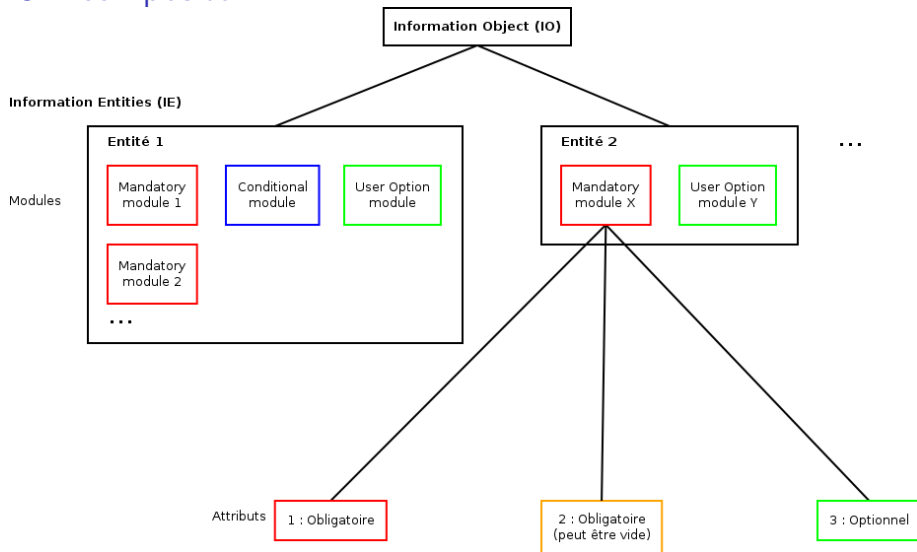 Information Object (IO)
Information Entities (IE)
Entité 1
Entité 2
...
Modules
Mandatory
module 1
Conditional
module
User Option
module
Mandatory
module X
User Option
module Y
Mandatory
module 2
...
Attributs
1 : Obligatoire
2 : Obligatoire
(peut être vide)
3 : Optionnel